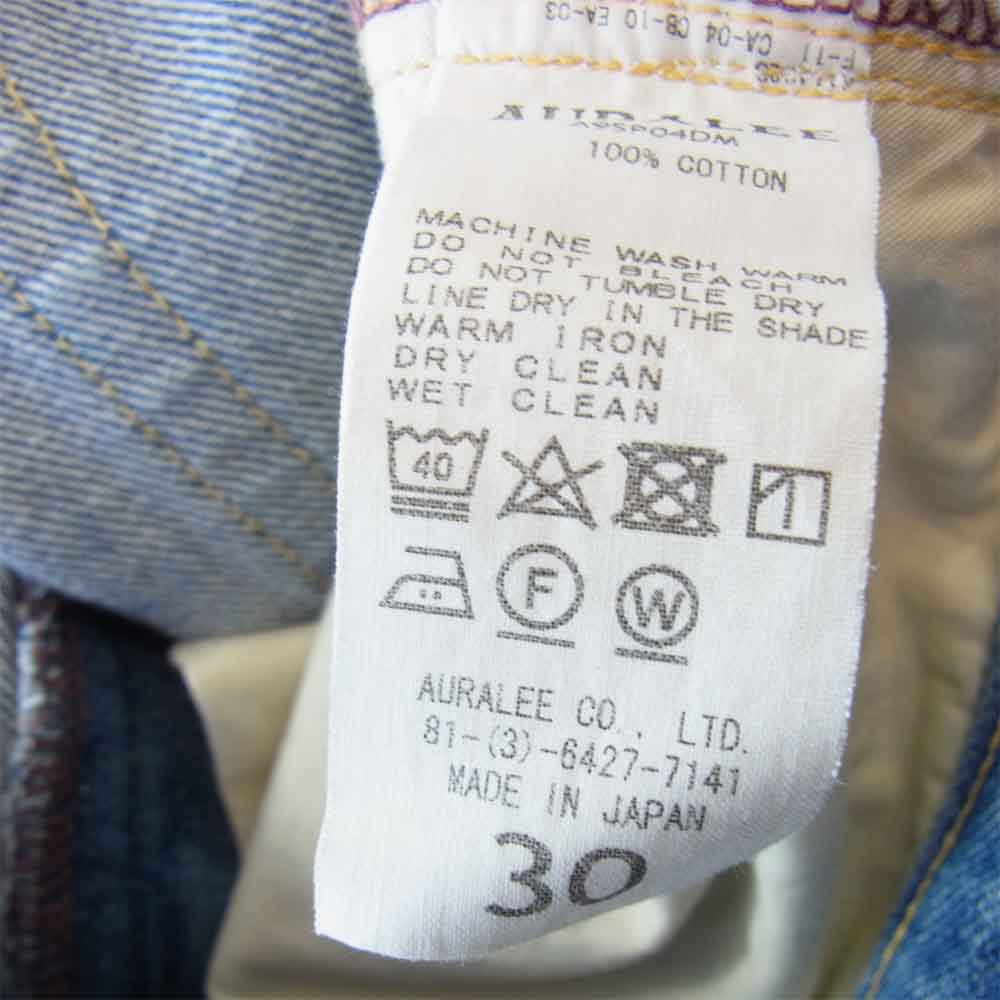 CA-04 CB-10 EA-03
F-11
AURALEE
A9SP04DM
100% COTTON
MACHINE WASH WARM
DO NOT BLEACH
DO NOT TUMBLE DRY
LINE DRY IN THE SHADE
WARM IRON
DRY CLEAN
WET CLEAN
40
F
W
AURALEE CO., LTD.
81-(3)-6427-7141
MADE IN JAPAN
30